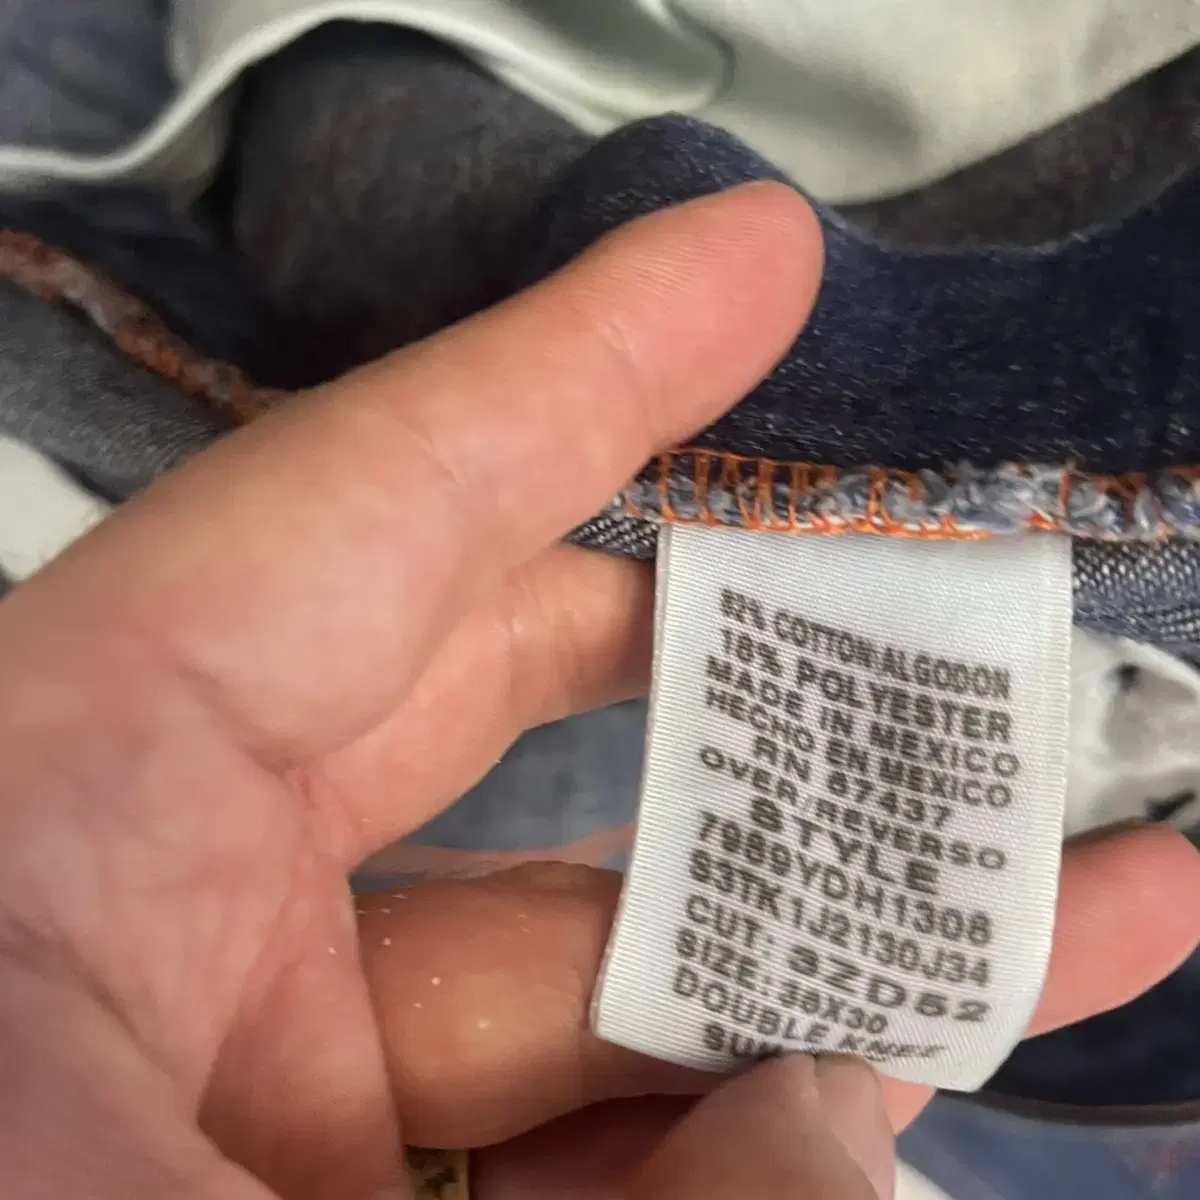 82% COTTON/ALGODON
18% POLYESTER
MADE IN MEXICO
HECHO EN MEXICO
RN 67437
OVER/REVERSO
STYLE
7989YDH1308
S3TK1J2130J34
CUT: 3ZD52
SIZE: 38X30
DOUBLE KNEE